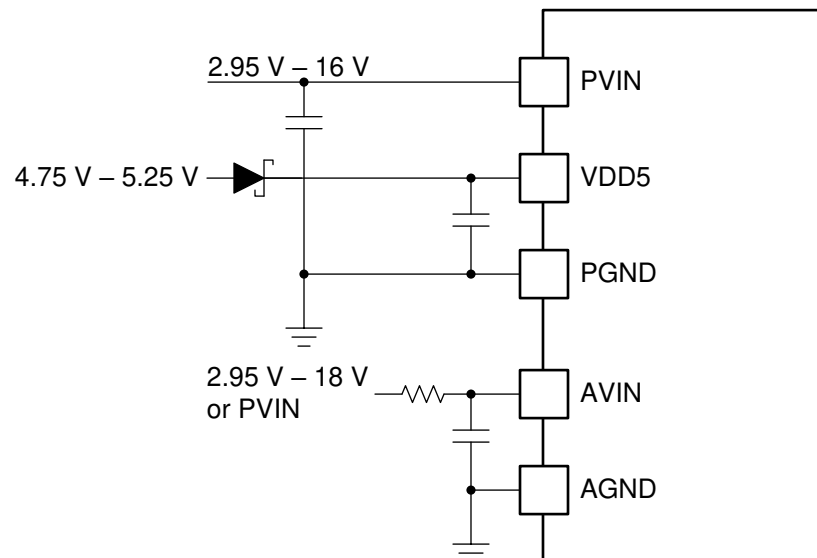 2.95 V – 16 V
PVIN
4.75 V – 5.25 V
VDD5
PGND
2.95 V – 18 V
or PVIN
AVIN
AGND